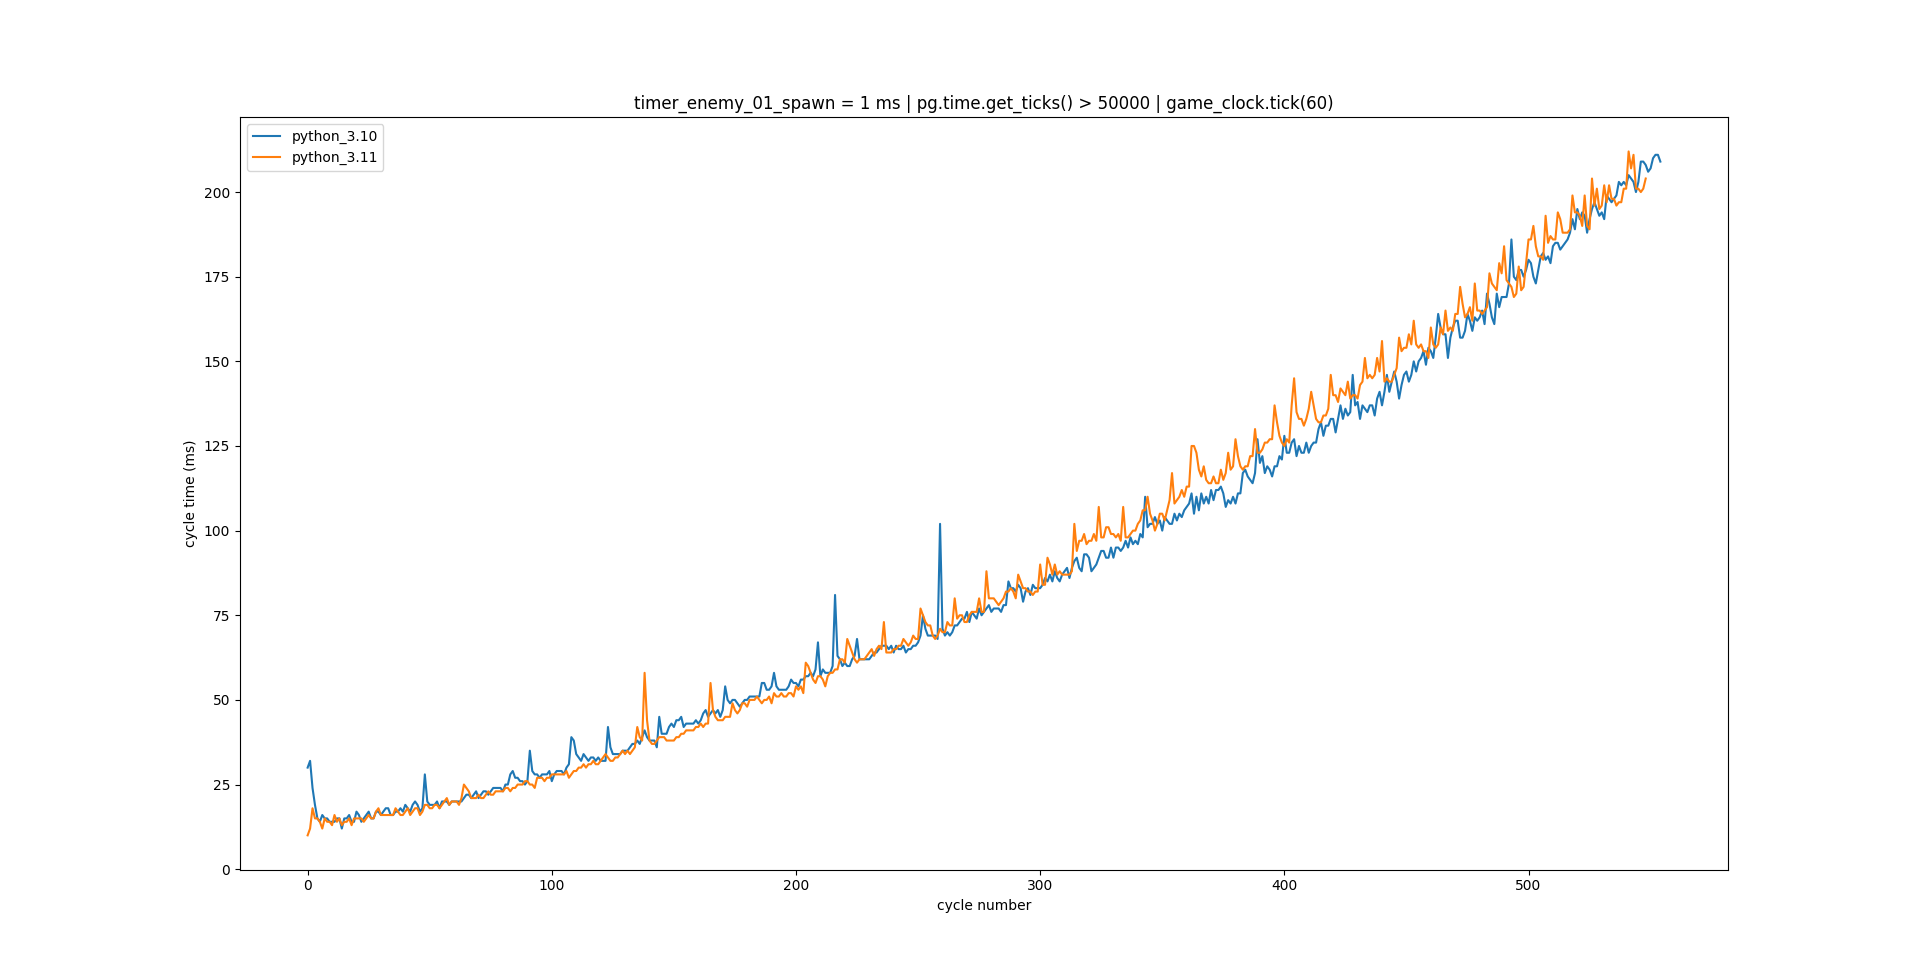 timer_enemy_01_spawn = 1 ms | pg.time.get_ticks() > 50000 | game_clock.tick(60)
python_3.10
python_3.11
200
175
150
125
100
75
50
25
0
cycle time (ms)
0 100 200 300 400 500
cycle number